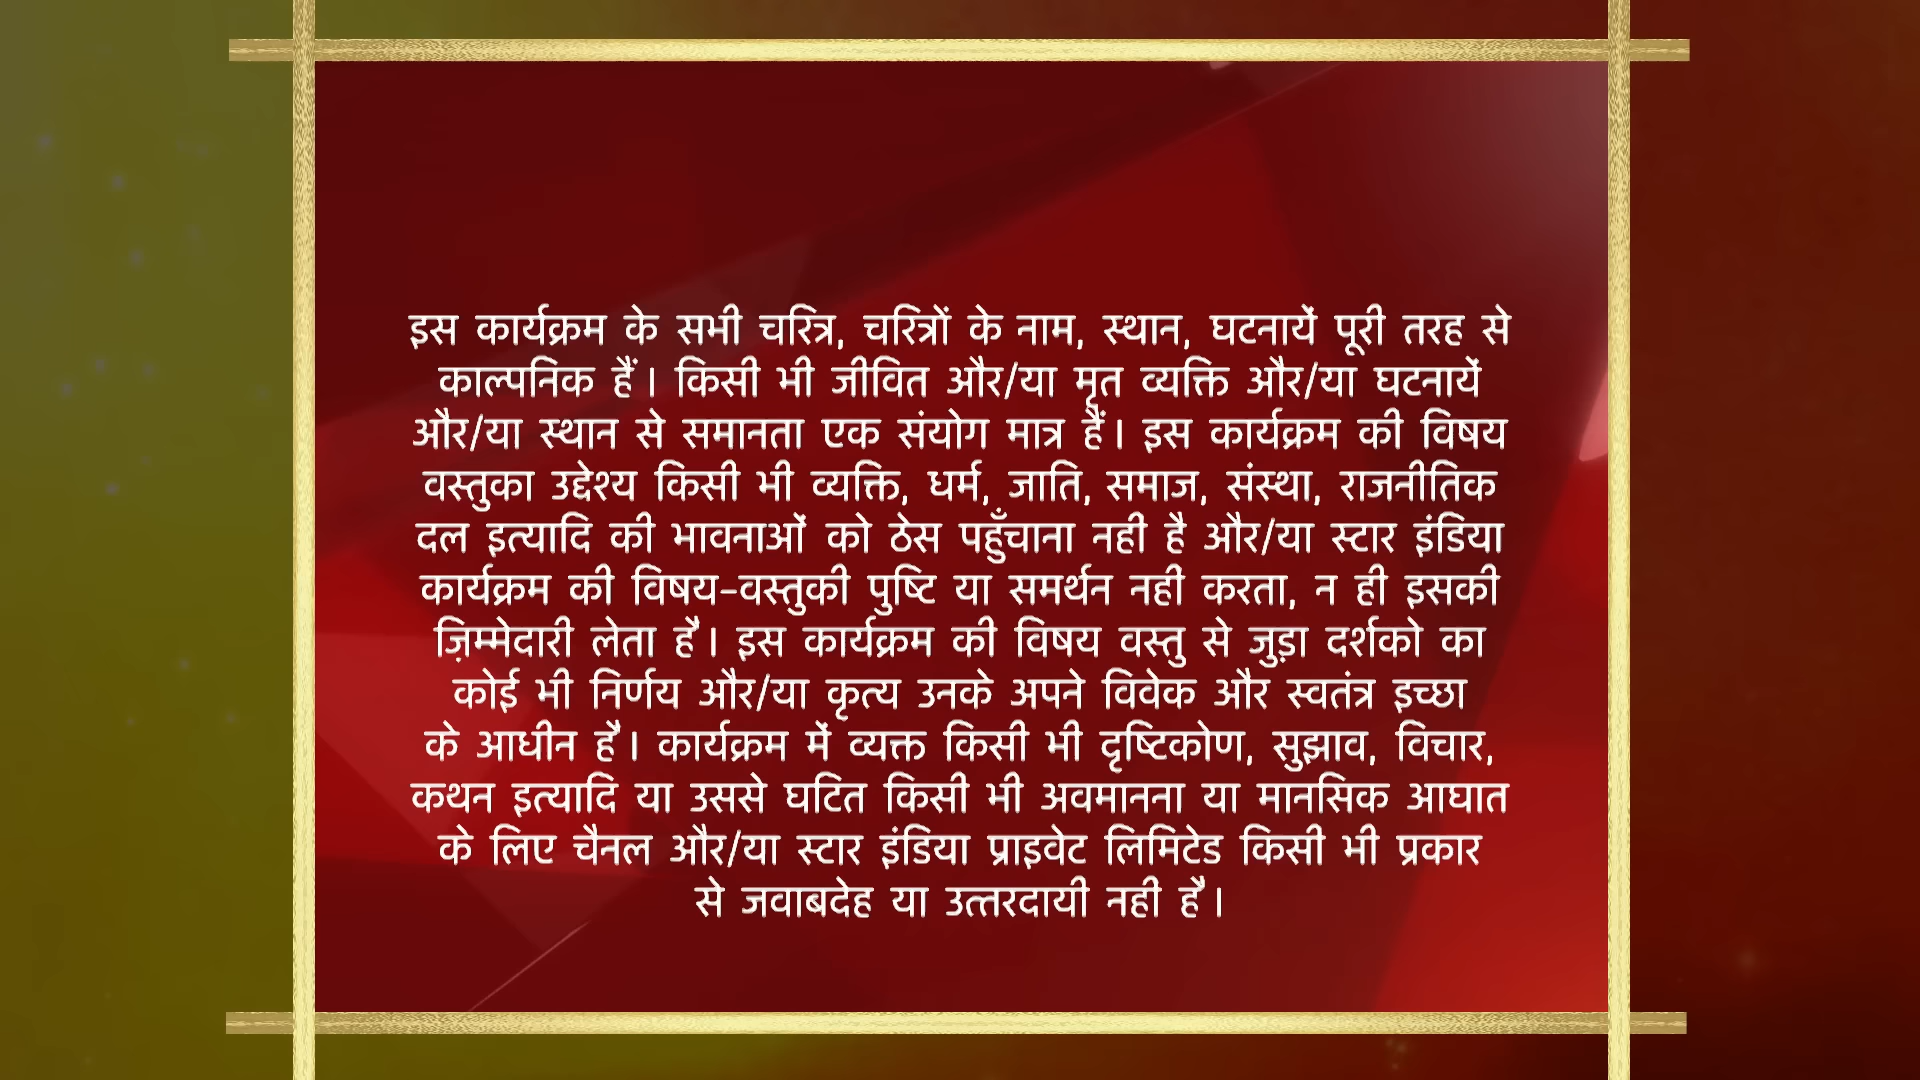 इस कार्यक्रम के सभी चरित्र, चरित्रों के नाम, स्थान, घटनायें पूरी तरह से
काल्पनिक हैं। किसी भी जीवित और/या मृत व्यक्ति और/या घटनायें
और/या स्थान से समानता एक संयोग मात्र हैं। इस कार्यक्रम की विषय
वस्तुका उद्देश्य किसी भी व्यक्ति, धर्म, जाति, समाज, संस्था, राजनीतिक
दल इत्यादि की भावनाओं को ठेस पहुँचाना नही है और/या स्टार इंडिया
कार्यक्रम की विषय-वस्तुकी पुष्टि या समर्थन नहीं करता, न ही इसकी
ज़िम्मेदारी लेता है। इस कार्यक्रम की विषय वस्तु से जुड़ा दर्शको का
कोई भी निर्णय और/या कृत्य उनके अपने विवेक और स्वतंत्र इच्छा
के आधीन है। कार्यक्रम में व्यक्त किसी भी दृष्टिकोण, सुझाव, विचार,
कथन इत्यादि या उससे घटित किसी भी अवमानना या मानसिक आघात
के लिए चैनल और/या स्टार इंडिया प्राइवेट लिमिटेड किसी भी प्रकार
से जवाबदेह या उत्तरदायी नही है।